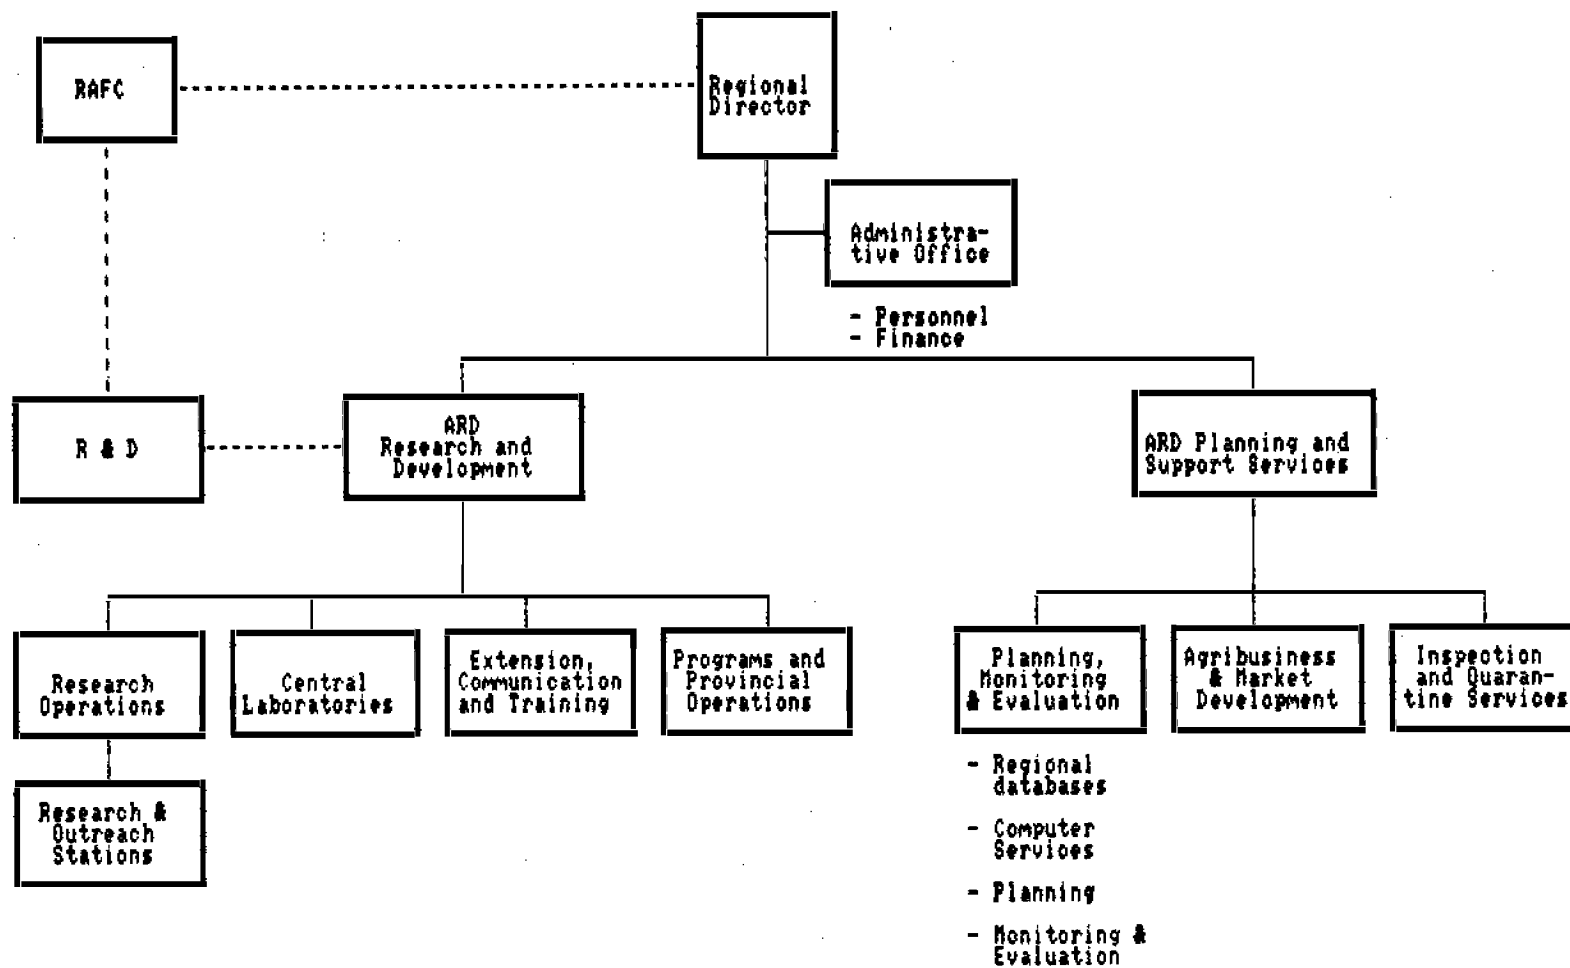 RAFC
Regional
Director
Administra-
tive Office
- Personnel
- Finance
R & D
ARD
Research and
Development
ARD Planning and
Support Services
Research
Operations
Central
Laboratories
Extension,
Communication
and Training
Programs and
Provincial
Operations
Planning,
Monitoring
& Evaluation
Agribusiness
& Market
Development
Inspection
and Quaran-
tine Services
Research &
Outreach
Stations
- Regional
databases
- Computer
Services
- Planning
- Monitoring &
Evaluation